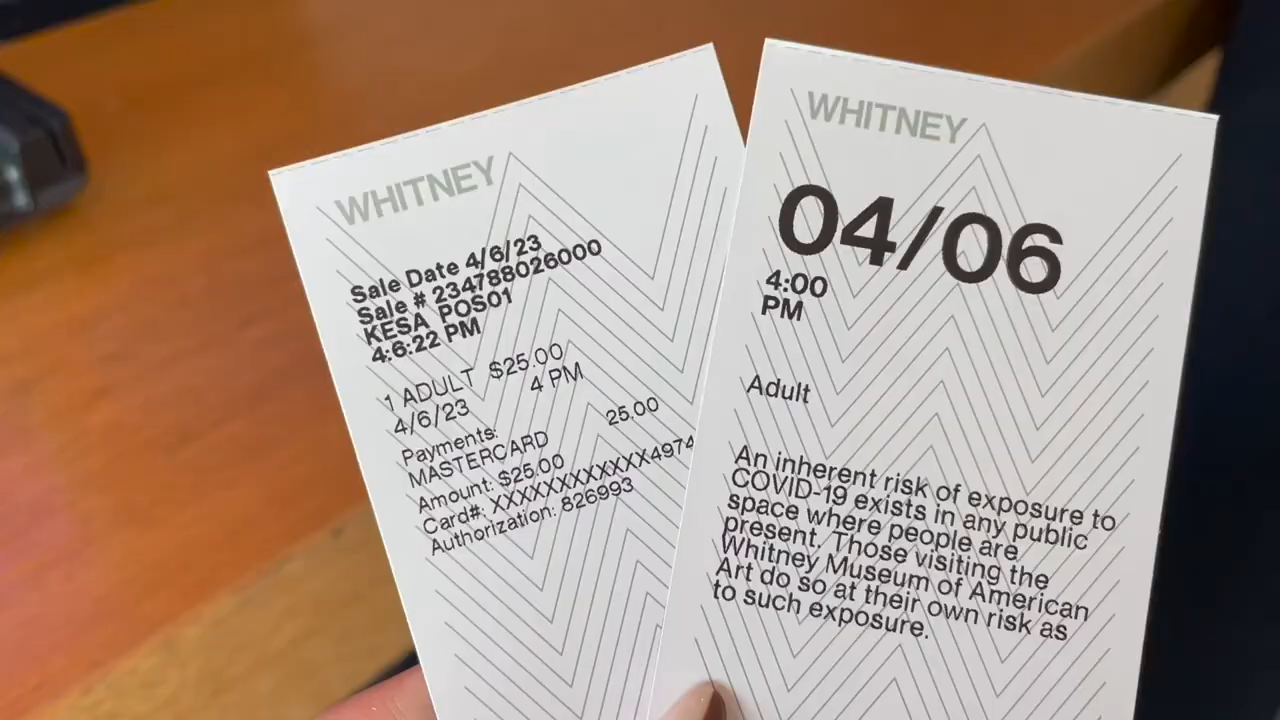 WHITNEY
Sale Date 4/6/23
Sale # 234788026000
KESA POS01
4:6:22 PM
1 ADULT $25.00
4/6/23 4 PM
Payments:
MASTERCARD 25.00
Amount: $25.00
Card#: XXXXXXXXXXXX4974
Authorization: 826993
WHITNEY
04/06
4:00
PM
Adult
An inherent risk of exposure to
COVID-19 exists in any public
space where people are
present. Those visiting the
Whitney Museum of American
Art do so at their own risk as
to such exposure.